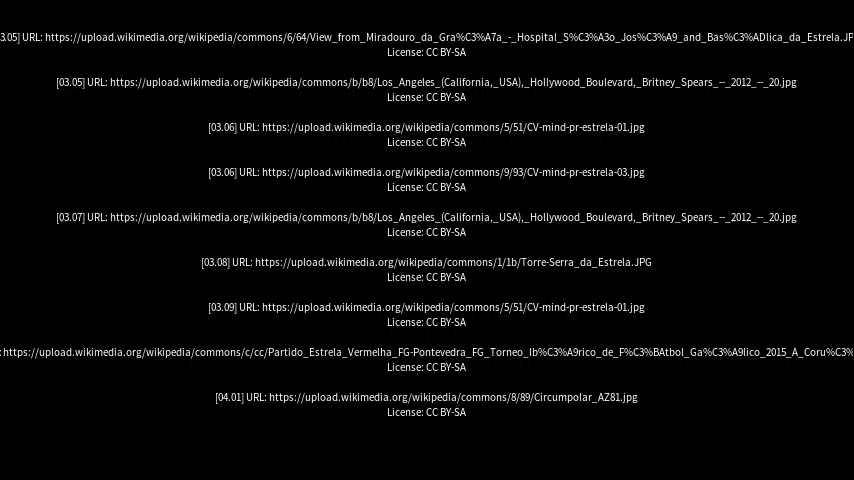 3.05] URL: https://upload.wikimedia.org/wikipedia/commons/6/64/View_from_Miradouro_da_Gra%C3%A7a_-_Hospital_S%C3%A3o_Jos%C3%A9_and_Bas%C3%ADlica_da_Estrela.JP
License: CC BY-SA
[03.05] URL: https://upload.wikimedia.org/wikipedia/commons/b/b8/Los_Angeles_(California,_USA),_Hollywood_Boulevard,_Britney_Spears_--_2012_--_20.jpg
License: CC BY-SA
[03.06] URL: https://upload.wikimedia.org/wikipedia/commons/5/51/CV-mind-pr-estrela-01.jpg
License: CC BY-SA
[03.06] URL: https://upload.wikimedia.org/wikipedia/commons/9/93/CV-mind-pr-estrela-03.jpg
License: CC BY-SA
[03.07] URL: https://upload.wikimedia.org/wikipedia/commons/b/b8/Los_Angeles_(California,_USA),_Hollywood_Boulevard,_Britney_Spears_--_2012_--_20.jpg
License: CC BY-SA
[03.08] URL: https://upload.wikimedia.org/wikipedia/commons/1/1b/Torre-Serra_da_Estrela.JPG
License: CC BY-SA
[03.09] URL: https://upload.wikimedia.org/wikipedia/commons/5/51/CV-mind-pr-estrela-01.jpg
License: CC BY-SA
: https://upload.wikimedia.org/wikipedia/commons/c/cc/Partido_Estrela_Vermelha_FG-Pontevedra_FG_Torneo_Ib%C3%A9rico_de_F%C3%BAtbol_Ga%C3%A9lico_2015_A_Coru%C3%
License: CC BY-SA
[04.01] URL: https://upload.wikimedia.org/wikipedia/commons/8/89/Circumpolar_AZ81.jpg
License: CC BY-SA